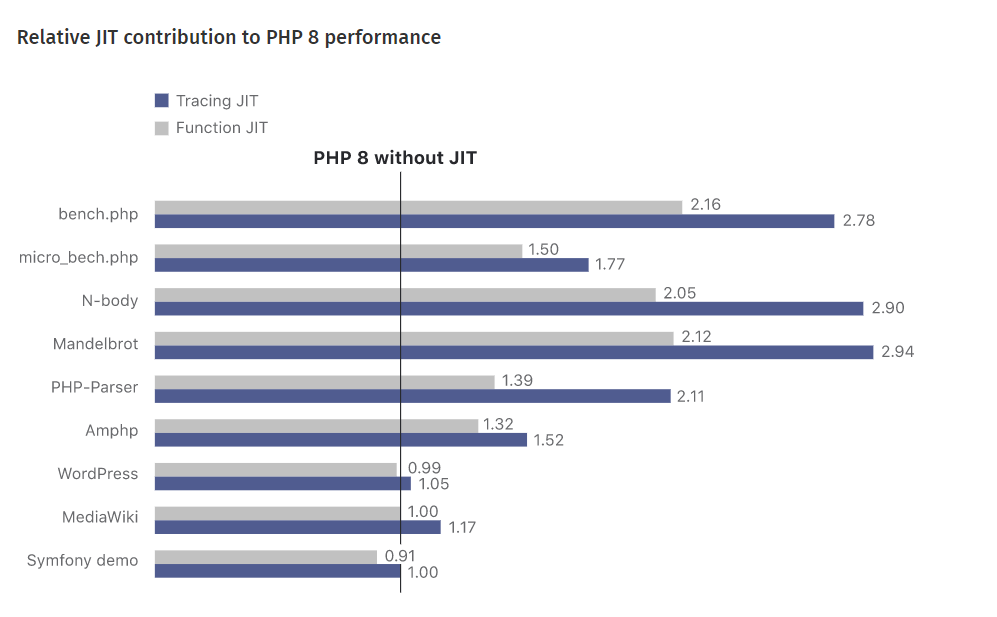 Relative JIT contribution to PHP 8 performance
Tracing JIT
Function JIT
PHP 8 without JIT
bench.php
2.16
2.78
micro_bech.php
1.50
1.77
N-body
2.05
2.90
Mandelbrot
2.12
2.94
PHP-Parser
1.39
2.11
Amphp
1.32
1.52
WordPress
0.99
1.05
MediaWiki
1.00
1.17
Symfony demo
0.91
1.00